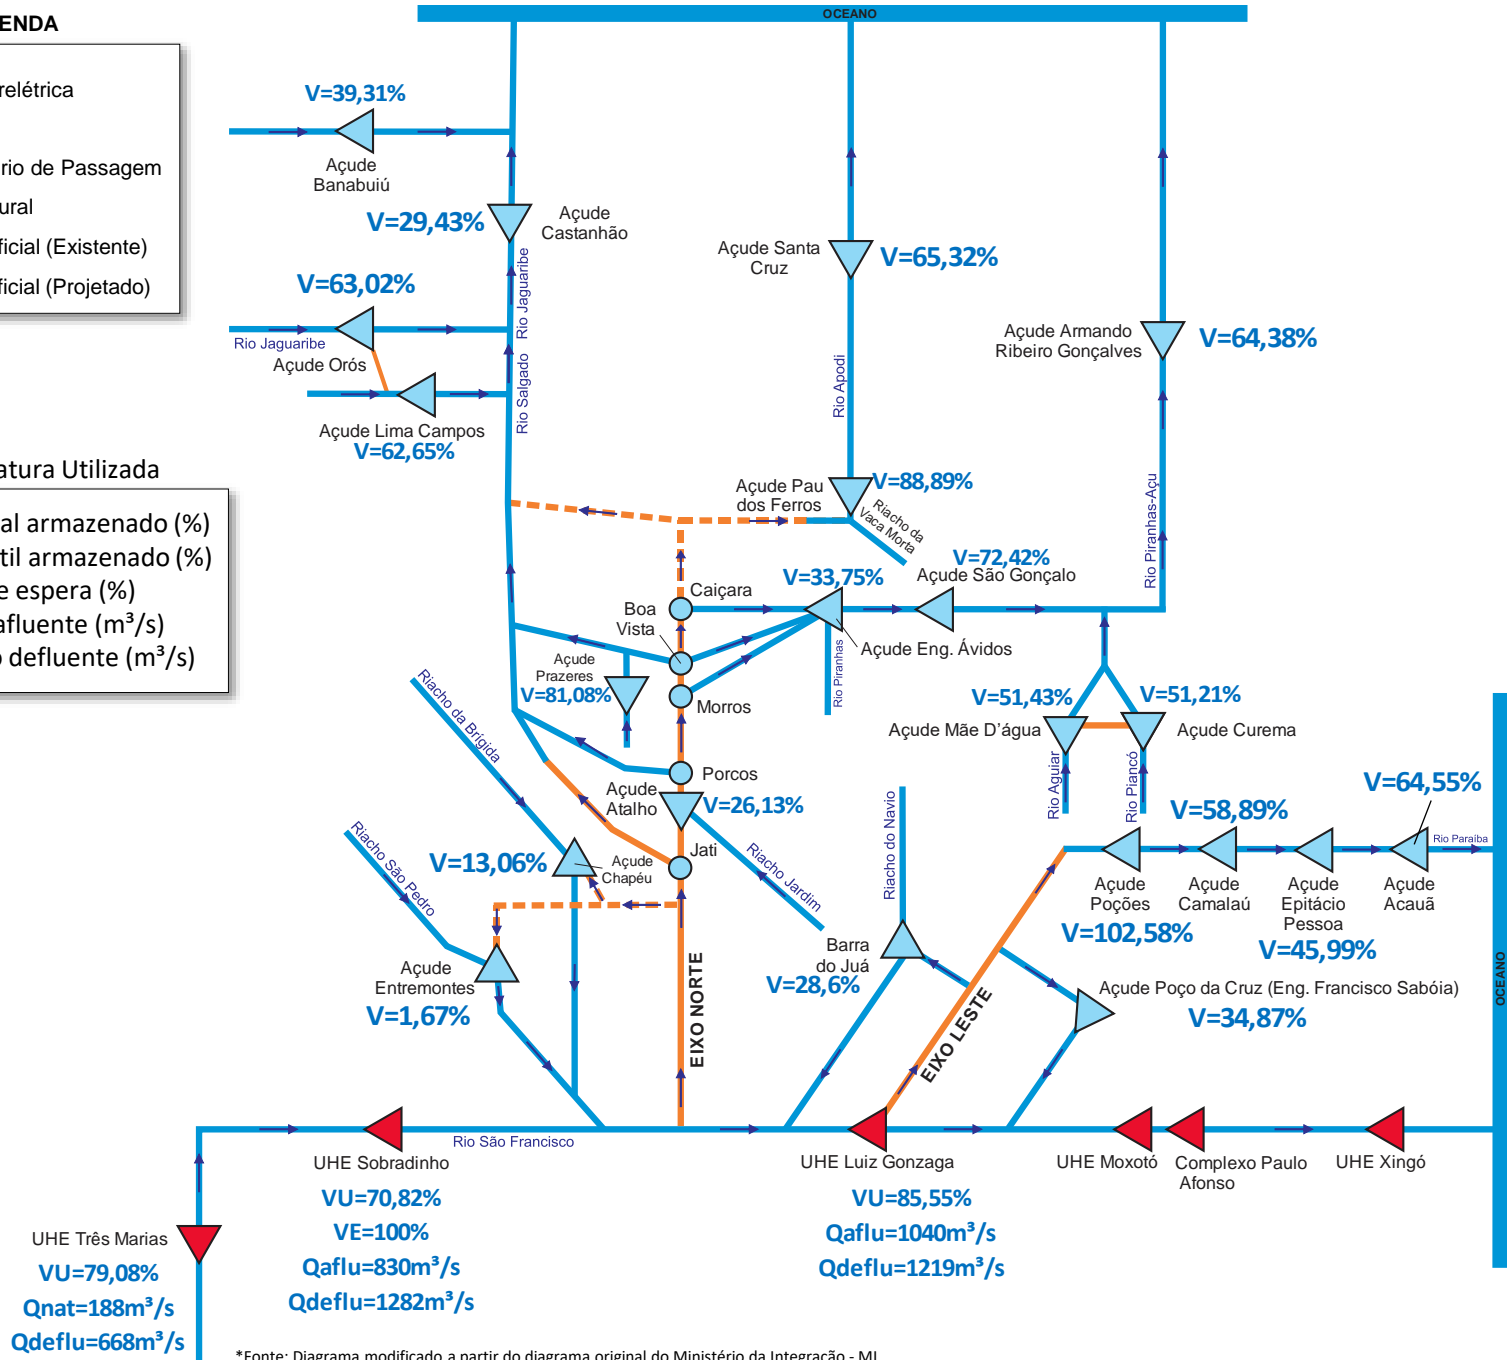 OCEANO
ENDA
relétrica
rio de Passagem
ural
ficial (Existente)
ficial (Projetado)
V=39,31%
Açude
Banabuiú
V=29,43%
Açude
Castanhão
Rio Jaguaribe
V=63,02%
Rio Jaguaribe
Açude Orós
Rio Salgado
Açude Lima Campos
V=62,65%
Açude Santa
Cruz
V=65,32%
Rio Apodi
Açude Armando
Ribeiro Gonçalves
V=64,38%
Rio Piranhas-Açu
atura Utilizada
al armazenado (%)
til armazenado (%)
e espera (%)
afluente (m³/s)
o defluente (m³/s)
Açude Pau
dos Ferros
V=88,89%
Riacho da
Vaca Morta
V=72,42%
Açude São Gonçalo
V=33,75%
Caiçara
Boa
Vista
Açude Eng. Ávidos
Rio Piranhas
Açude
Prazeres
V=81,08%
Morros
Riacho da Brígida
Porcos
Açude
Atalho
V=26,13%
Jati
Riacho Jardim
V=51,43%
V=51,21%
Açude Mãe D'água
Açude Curema
Rio Aguiar
Rio Piancó
V=64,55%
V=58,89%
Rio Paraíba
Açude
Poções
V=102,58%
Açude
Camalaú
Açude
Epitácio
Pessoa
V=45,99%
Açude
Acauã
Riacho São Pedro
V=13,06%
Açude
Chapéu
Riacho do Navio
Açude
Entremontes
V=1,67%
EIXO NORTE
Barra
do Juá
V=28,6%
EIXO LESTE
Açude Poço da Cruz (Eng. Francisco Sabóia)
V=34,87%
OCEANO
Rio São Francisco
UHE Sobradinho
VU=70,82%
VE=100%
Qaflu=830m³/s
Qdeflu=1282m³/s
UHE Luiz Gonzaga
VU=85,55%
Qaflu=1040m³/s
Qdeflu=1219m³/s
UHE Moxotó
Complexo Paulo
Afonso
UHE Xingó
UHE Três Marias
VU=79,08%
Qnat=188m³/s
Qdeflu=668m³/s
*Fonte: Diagrama modificado a partir do diagrama original do Ministério da Integração - MI